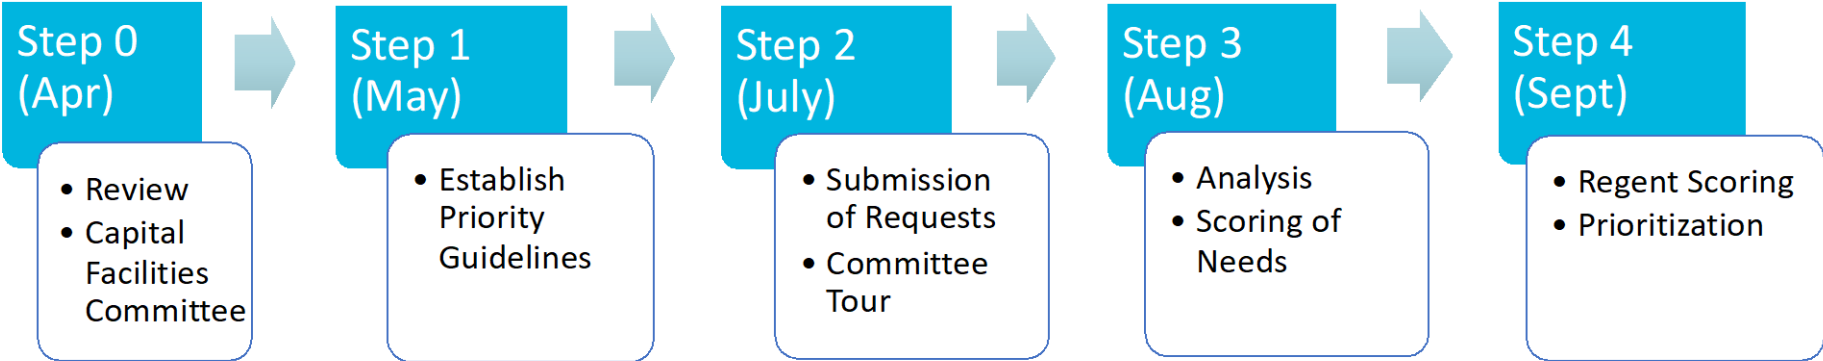 Step 0
(Apr)
• Review
• Capital
Facilities
Committee
Step 1
(May)
• Establish
Priority
Guidelines
Step 2
(July)
• Submission
of Requests
• Committee
Tour
Step 3
(Aug)
• Analysis
• Scoring of
Needs
Step 4
(Sept)
• Regent Scoring
• Prioritization